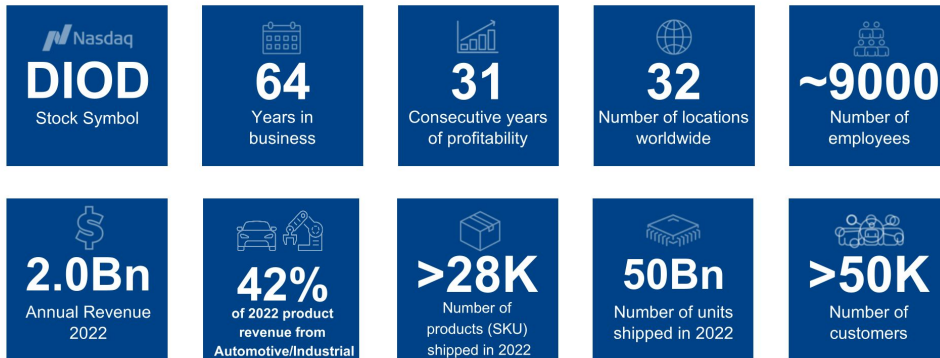 Nasdaq
DIOD
Stock Symbol
64
Years in
business
31
Consecutive years
of profitability
32
Number of locations
worldwide
~9000
Number of
employees
2.0Bn
Annual Revenue
2022
42%
of 2022 product
revenue from
Automotive/Industrial
>28K
Number of
products (SKU)
shipped in 2022
50Bn
Number of units
shipped in 2022
>50K
Number of
customers